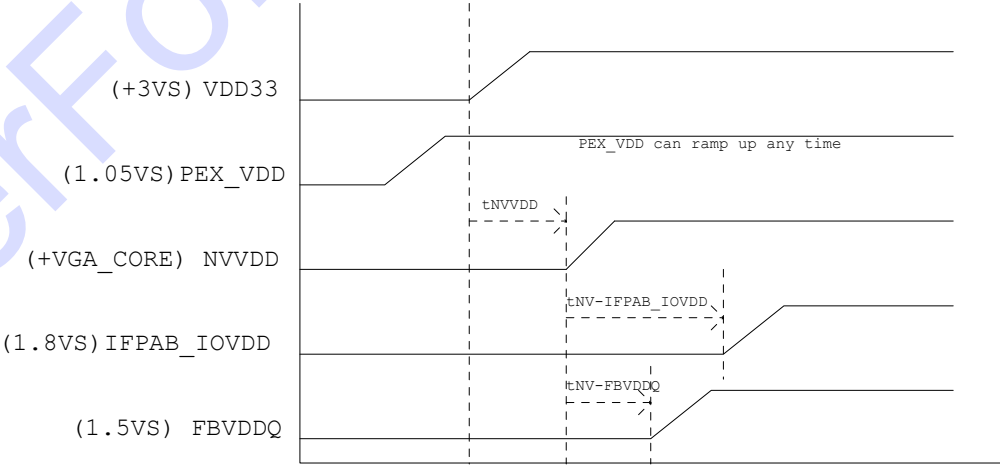 (+3VS) VDD33
(1.05VS) PEX_VDD
PEX_VDD can ramp up any time
tNVVDD
(+VGA_CORE) NVVDD
tNV-IFPAB_IOVDD
(1.8VS) IFPAB_IOVDD
tNV-FBVDDQ
(1.5VS) FBVDDQ